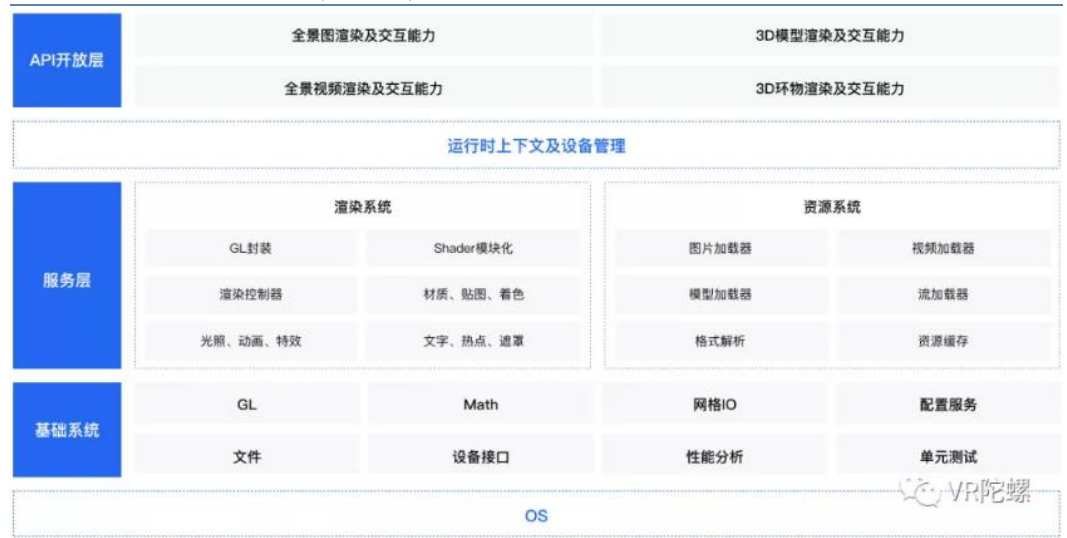 API开放层
全景图渲染及交互能力
3D模型渲染及交互能力
全景视频渲染及交互能力
3D环物渲染及交互能力
运行时上下文及设备管理
服务层
渲染系统
资源系统
GL封装
Shader模块化
图片加载器
视频加载器
渲染控制器
材质、贴图、着色
模型加载器
流加载器
光照、动画、特效
文字、热点、遮罩
格式解析
资源缓存
基础系统
GL
Math
网格IO
配置服务
文件
设备接口
性能分析
单元测试
VR陀螺
OS